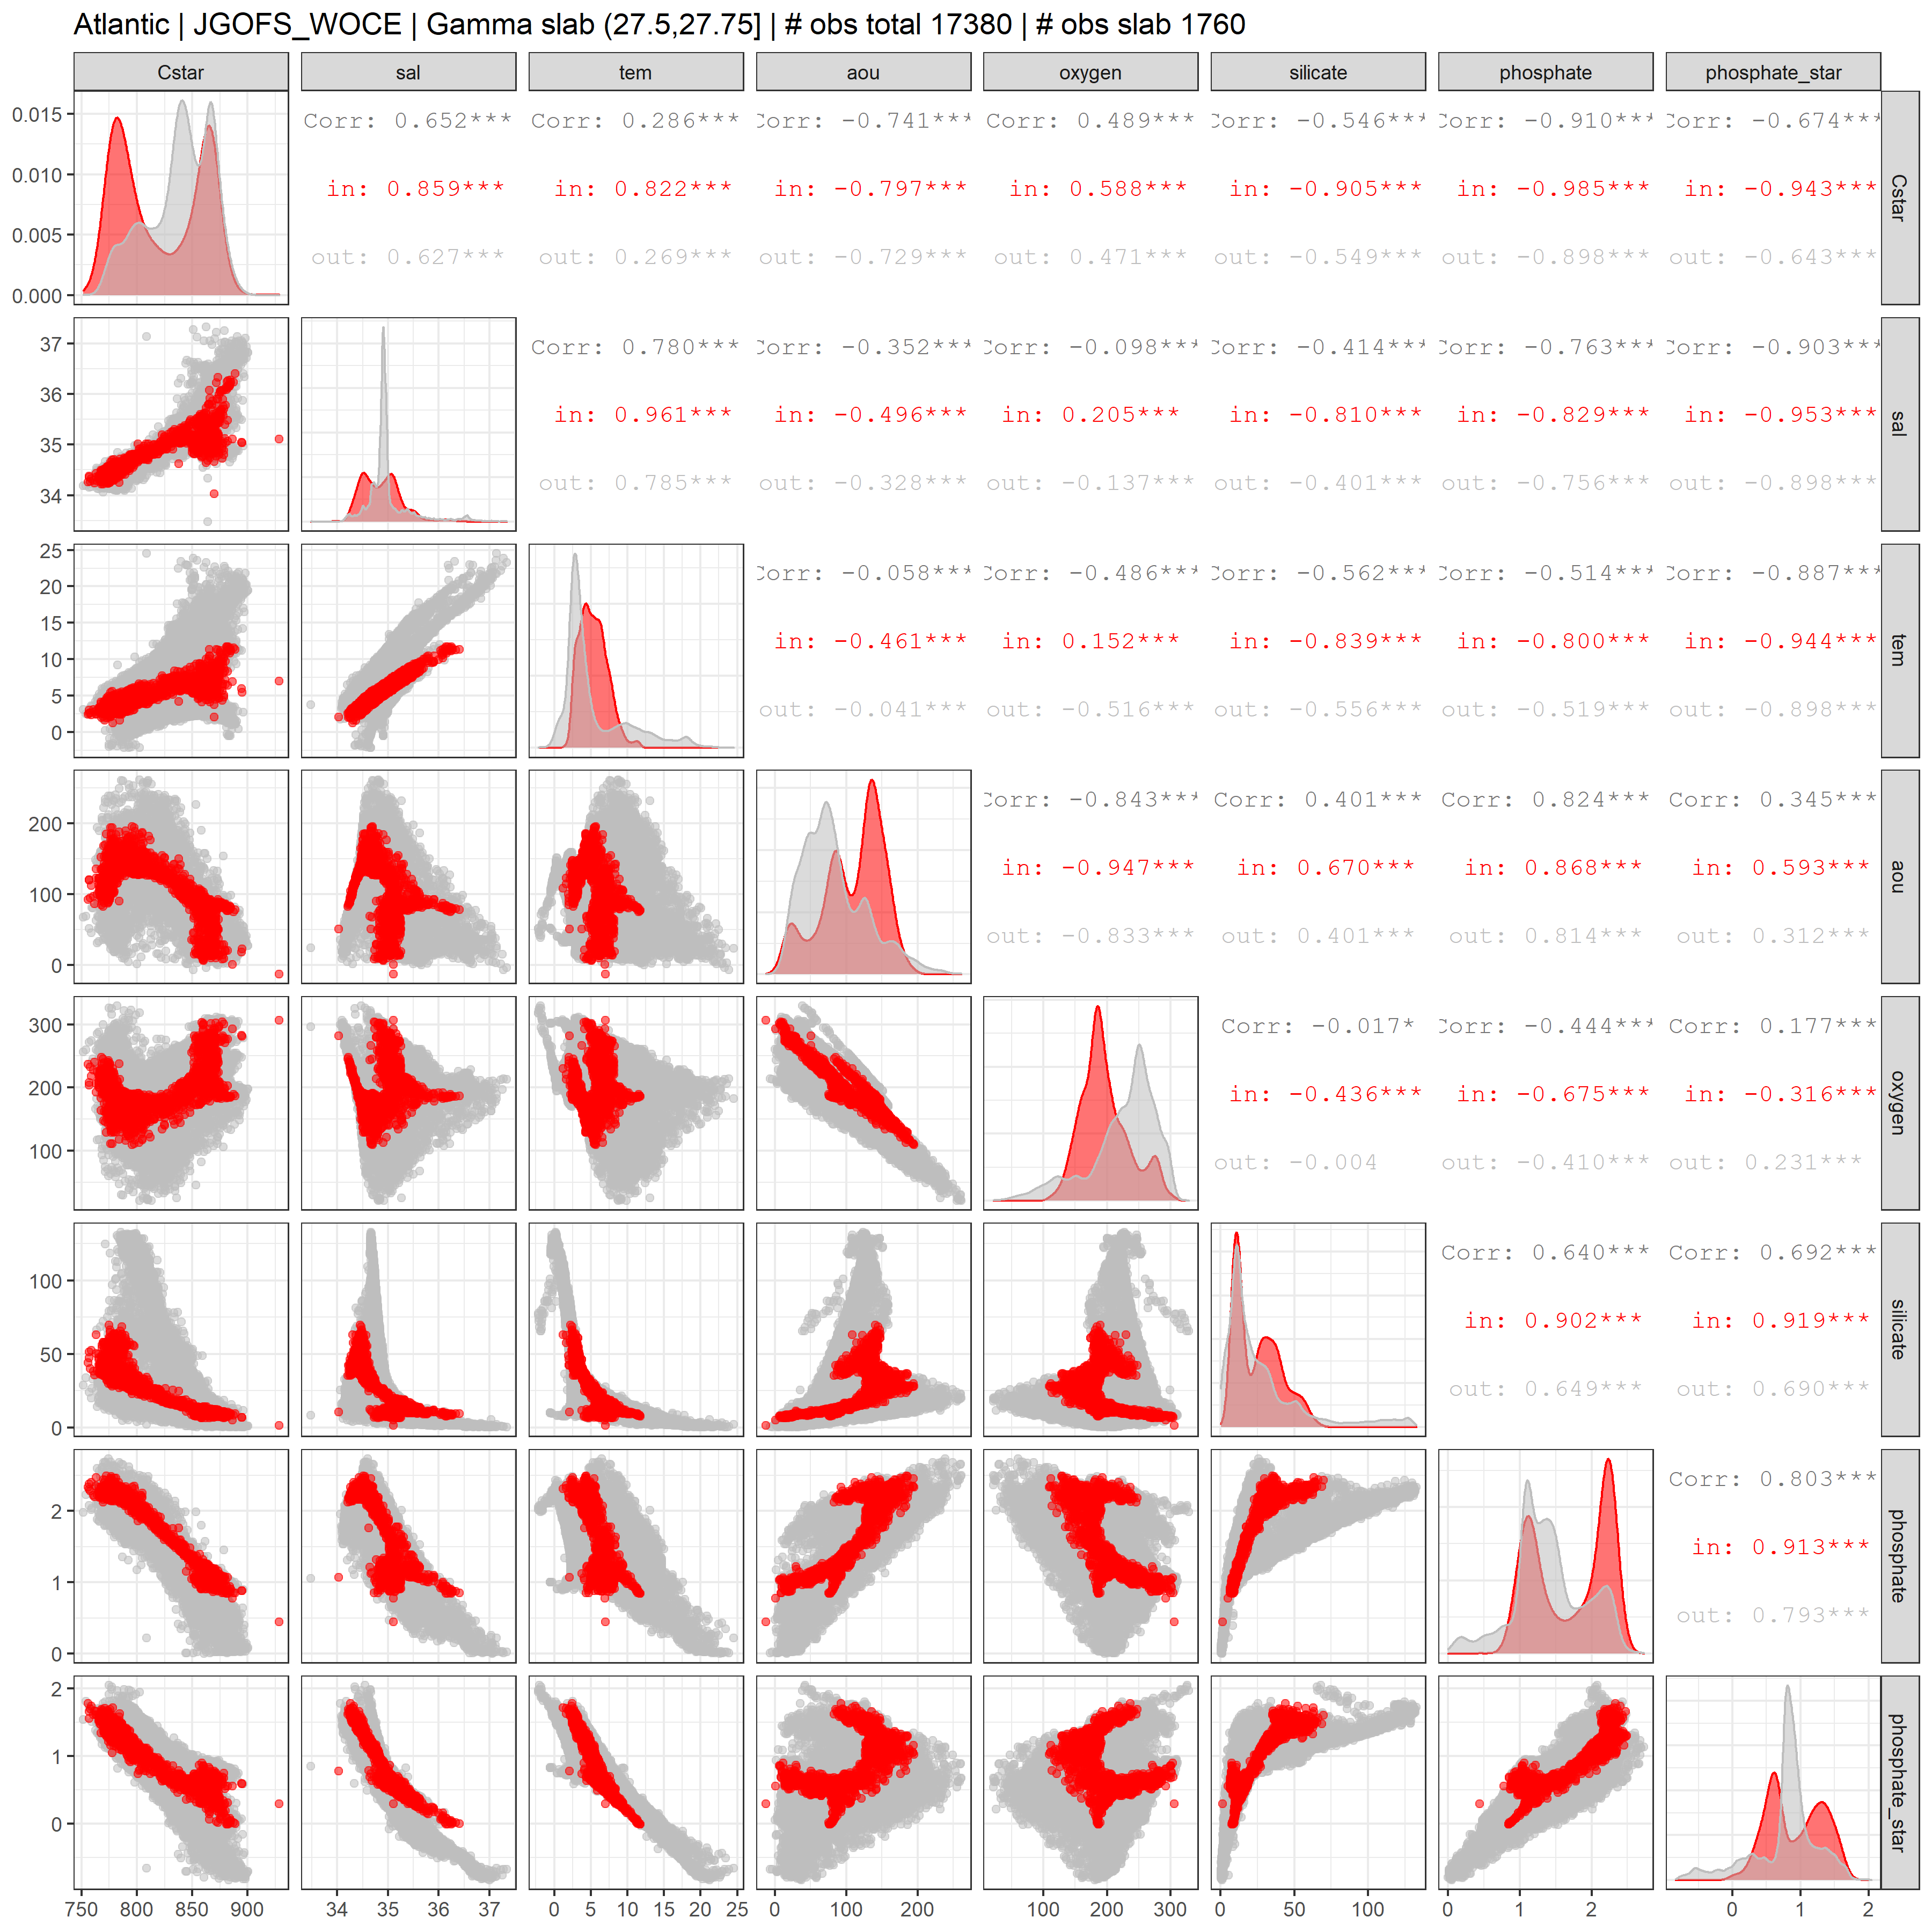 Atlantic | JGOFS_WOCE | Gamma slab (27.5,27.75] | # obs total 17380 | # obs slab 1760
Cstar sal tem aou oxygen silicate phosphate phosphate_star
0.015 Corr: 0.652*** Corr: 0.286*** Corr: -0.741*** Corr: 0.489*** Corr: -0.546*** Corr: -0.910*** Corr: -0.674***
0.010 in: 0.859*** in: 0.822*** in: -0.797*** in: 0.588*** in: -0.905*** in: -0.985*** in: -0.943*** Cstar
0.005 out: 0.627*** out: 0.269*** out: -0.729*** out: 0.471*** out: -0.549*** out: -0.898*** out: -0.643***
0.000
37 Corr: 0.780*** Corr: -0.352*** Corr: -0.098*** Corr: -0.414*** Corr: -0.763*** Corr: -0.903***
36
35 in: 0.961*** in: -0.496*** in: 0.205*** in: -0.810*** in: -0.829*** in: -0.953*** sal
34 out: 0.785*** out: -0.328*** out: -0.137*** out: -0.401*** out: -0.756*** out: -0.898***
25
20 Corr: -0.058*** Corr: -0.486*** Corr: -0.562*** Corr: -0.514*** Corr: -0.887***
15
10 in: -0.461*** in: 0.152*** in: -0.839*** in: -0.800*** in: -0.944*** tem
5 out: -0.041*** out: -0.516*** out: -0.556*** out: -0.519*** out: -0.898***
0
200 Corr: -0.843*** Corr: 0.401*** Corr: 0.824*** Corr: 0.345***
100 in: -0.947*** in: 0.670*** in: 0.868*** in: 0.593*** aou
0 out: -0.833*** out: 0.401*** out: 0.814*** out: 0.312***
300 Corr: -0.017* Corr: -0.444*** Corr: 0.177***
200 in: -0.436*** in: -0.675*** in: -0.316*** oxygen
100 out: -0.004 out: -0.410*** out: 0.231***
100 Corr: 0.640*** Corr: 0.692***
50 in: 0.902*** in: 0.919*** silicate
0 out: 0.649*** out: 0.690***
2 Corr: 0.803***
1 in: 0.913*** phosphate
0 out: 0.793***
2
1 phosphate_star
0
750 800 850 900 34 35 36 37 0 5 10 15 20 25 0 100 200 100 200 300 0 50 100 0 1 2 0 1 2